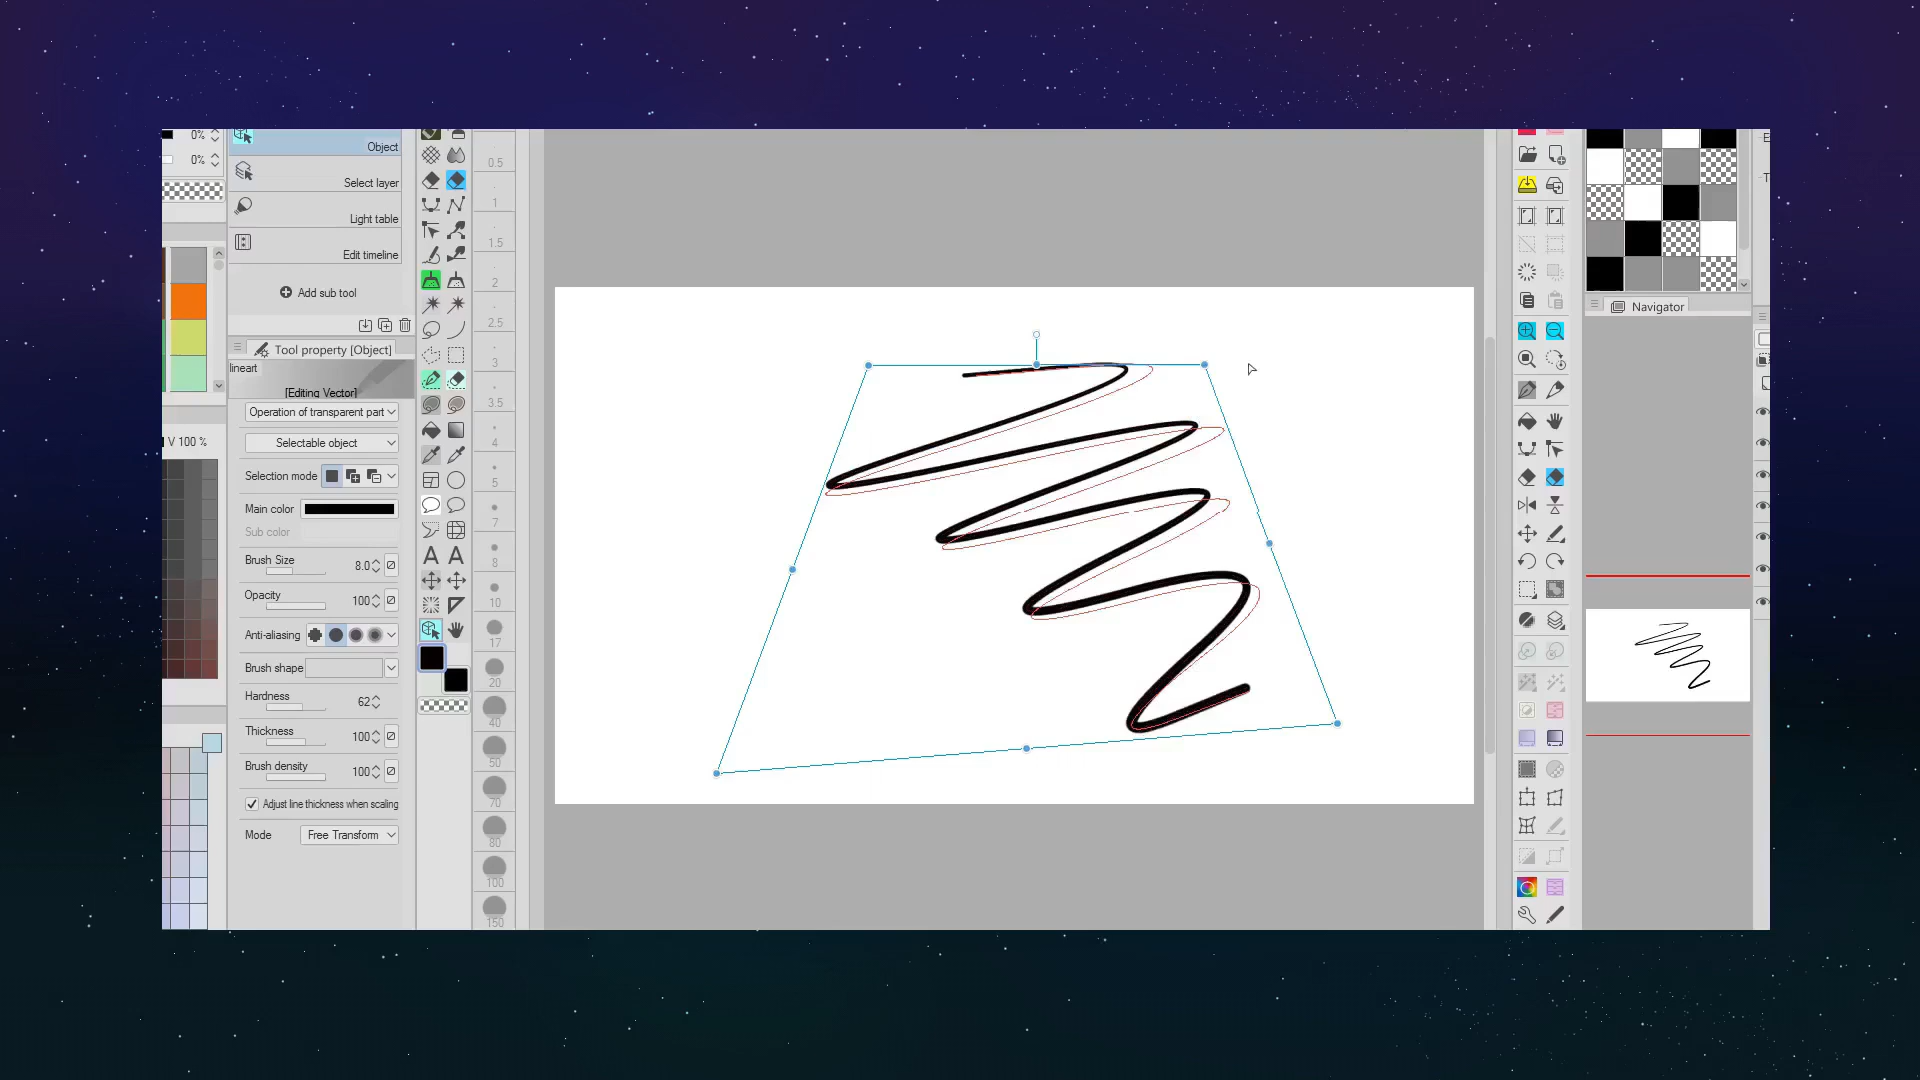 0%
0%
Object
Select layer
Light table
Edit timeline
Add sub tool
Tool property [Object]
lineart
[Editing Vector]
Operation of transparent part
Selectable object
V 100 %
Selection mode
Main color
Sub color
Brush Size 8.0
Opacity 100
Anti-aliasing
Brush shape
Hardness 62
Thickness 100
Brush density 100
Adjust line thickness when scaling
Mode Free Transform
A A
0.5
1
1.5
2
2.5
3
3.5
4
5
7
8
10
17
20
40
50
70
80
100
150
Navigator